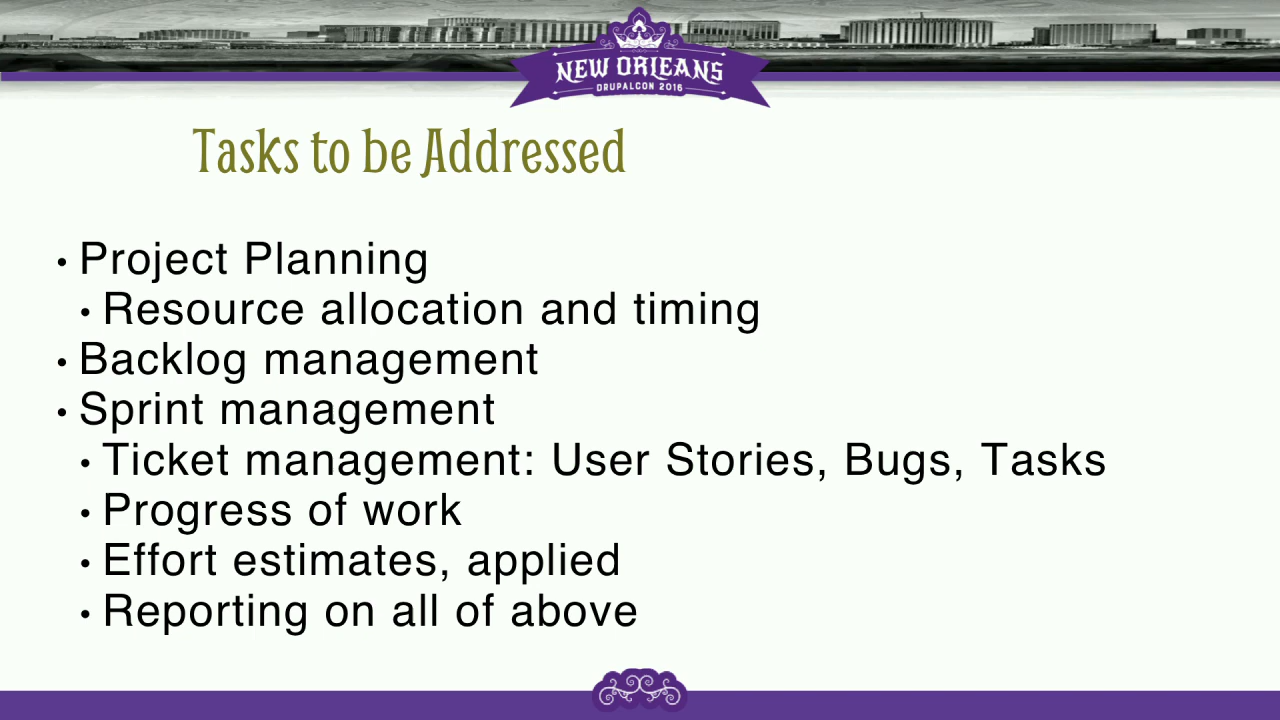 NEW ORLEANS
DRUPALCON 2016
Tasks to be Addressed
• Project Planning
• Resource allocation and timing
• Backlog management
• Sprint management
• Ticket management: User Stories, Bugs, Tasks
• Progress of work
• Effort estimates, applied
• Reporting on all of above